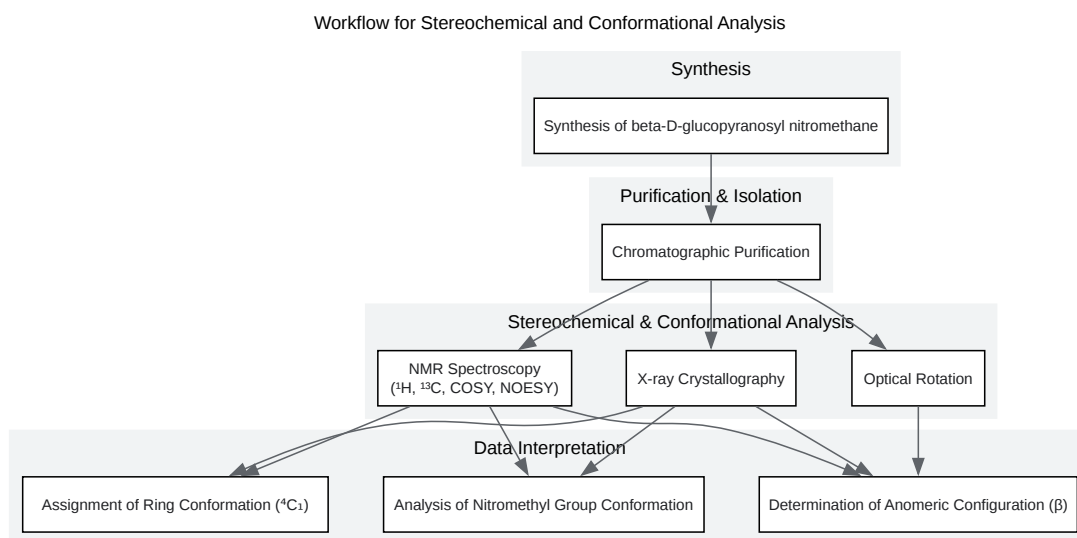 Workflow for Stereochemical and Conformational Analysis
Synthesis
Synthesis of beta-D-glucopyranosyl nitromethane
Purification & Isolation
Chromatographic Purification
Stereochemical & Conformational Analysis
NMR Spectroscopy
(¹H, ¹³C, COSY, NOESY)
X-ray Crystallography
Optical Rotation
Data Interpretation
Assignment of Ring Conformation (⁴C₁)
Analysis of Nitromethyl Group Conformation
Determination of Anomeric Configuration (β)